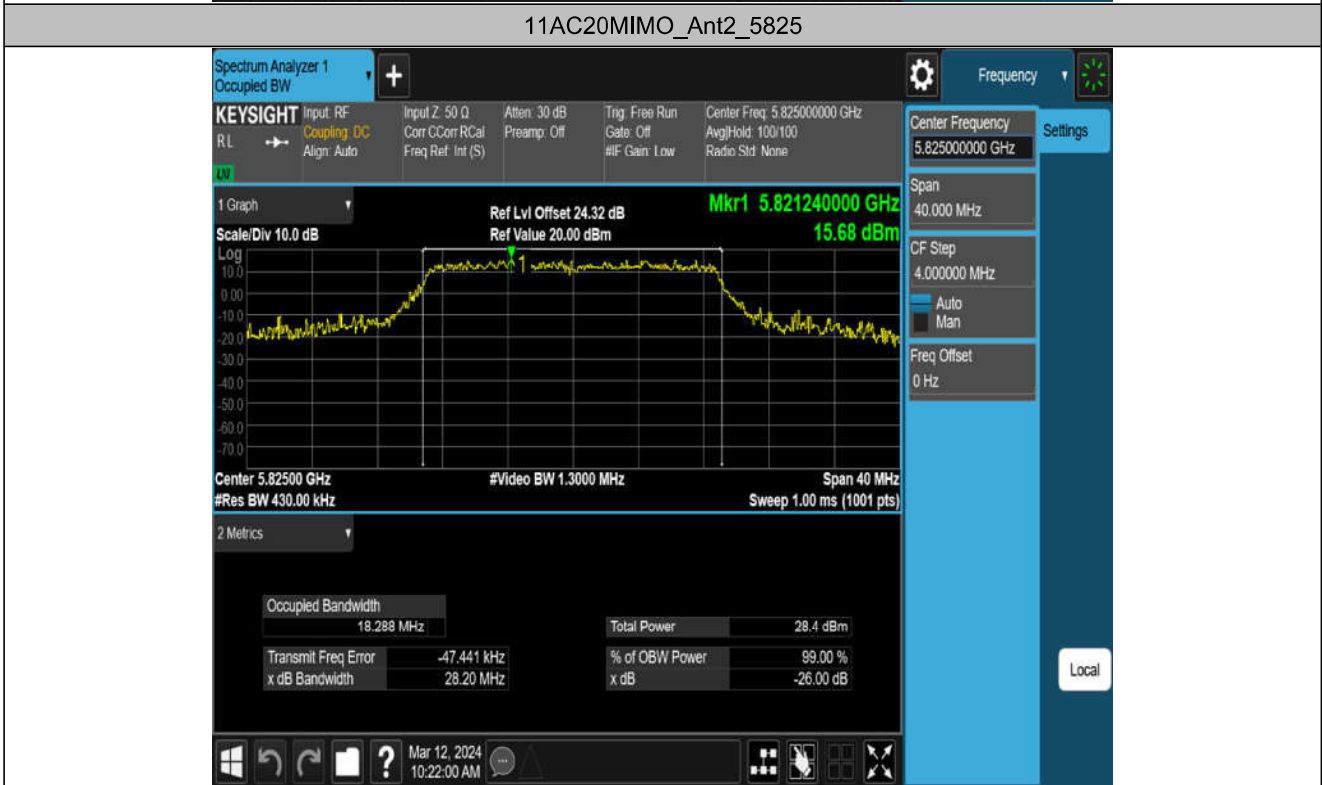 11AC20MIMO_Ant2_5825
Spectrum Analyzer 1
Occupied BW
Frequency
KEYSIGHT
RL
LXI
Input: RF
Coupling: DC
Align: Auto
Input Z: 50 Ω
Corr CCorr RCal
Freq Ref: Int (S)
Atten: 30 dB
Preamp: Off
Trig: Free Run
Gate: Off
#IF Gain: Low
Center Freq: 5.825000000 GHz
Avg|Hold: 100/100
Radio Std: None
Center Frequency
5.825000000 GHz
Settings
Span
40.000 MHz
CF Step
4.000000 MHz
Auto
Man
Freq Offset
0 Hz
Local
1 Graph
Scale/Div 10.0 dB
Ref Lvl Offset 24.32 dB
Ref Value 20.00 dBm
Mkr1 5.821240000 GHz
15.68 dBm
Log
10.0
0.00
-10.0
-20.0
-30.0
-40.0
-50.0
-60.0
-70.0
1
Center 5.82500 GHz
#Video BW 1.3000 MHz
Span 40 MHz
#Res BW 430.00 kHz
Sweep 1.00 ms (1001 pts)
2 Metrics
Occupied Bandwidth
18.288 MHz
Total Power 28.4 dBm
Transmit Freq Error -47.441 kHz
% of OBW Power 99.00 %
x dB Bandwidth 28.20 MHz
x dB -26.00 dB
?
Mar 12, 2024
10:22:00 AM